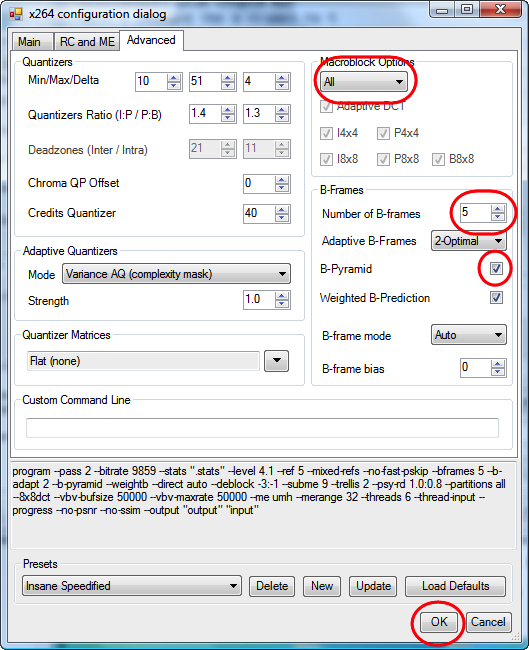 x264 configuration dialog
Main RC and ME Advanced
Quantizers
Min/Max/Delta 10 51 4
Quantizers Ratio (I:P / P:B) 1.4 1.3
Deadzones (Inter / Intra) 21 11
Chroma QP Offset 0
Credits Quantizer 40
Adaptive Quantizers
Mode Variance AQ (complexity mask)
Strength 1.0
Quantizer Matrices
Flat (none)
Macroblock Options
All
Adaptive DCT
I4x4 P4x4
I8x8 P8x8 B8x8
B-Frames
Number of B-frames 5
Adaptive B-Frames 2-Optimal
B-Pyramid
Weighted B-Prediction
B-frame mode Auto
B-frame bias 0
Custom Command Line
program --pass 2 --bitrate 9859 --stats ".stats" --level 4.1 --ref 5 --mixed-refs --no-fast-pskip --bframes 5 --b-
adapt 2 --b-pyramid --weightb --direct auto --deblock -3:-1 --subme 9 --trellis 2 --psy-rd 1.0:0.8 --partitions all
--8x8dct --vbv-bufsize 50000 --vbv-maxrate 50000 --me umh --merange 32 --threads 6 --thread-input --
progress --no-psnr --no-ssim --output "output" "input"
Presets
Insane Speedified Delete New Update Load Defaults
OK Cancel